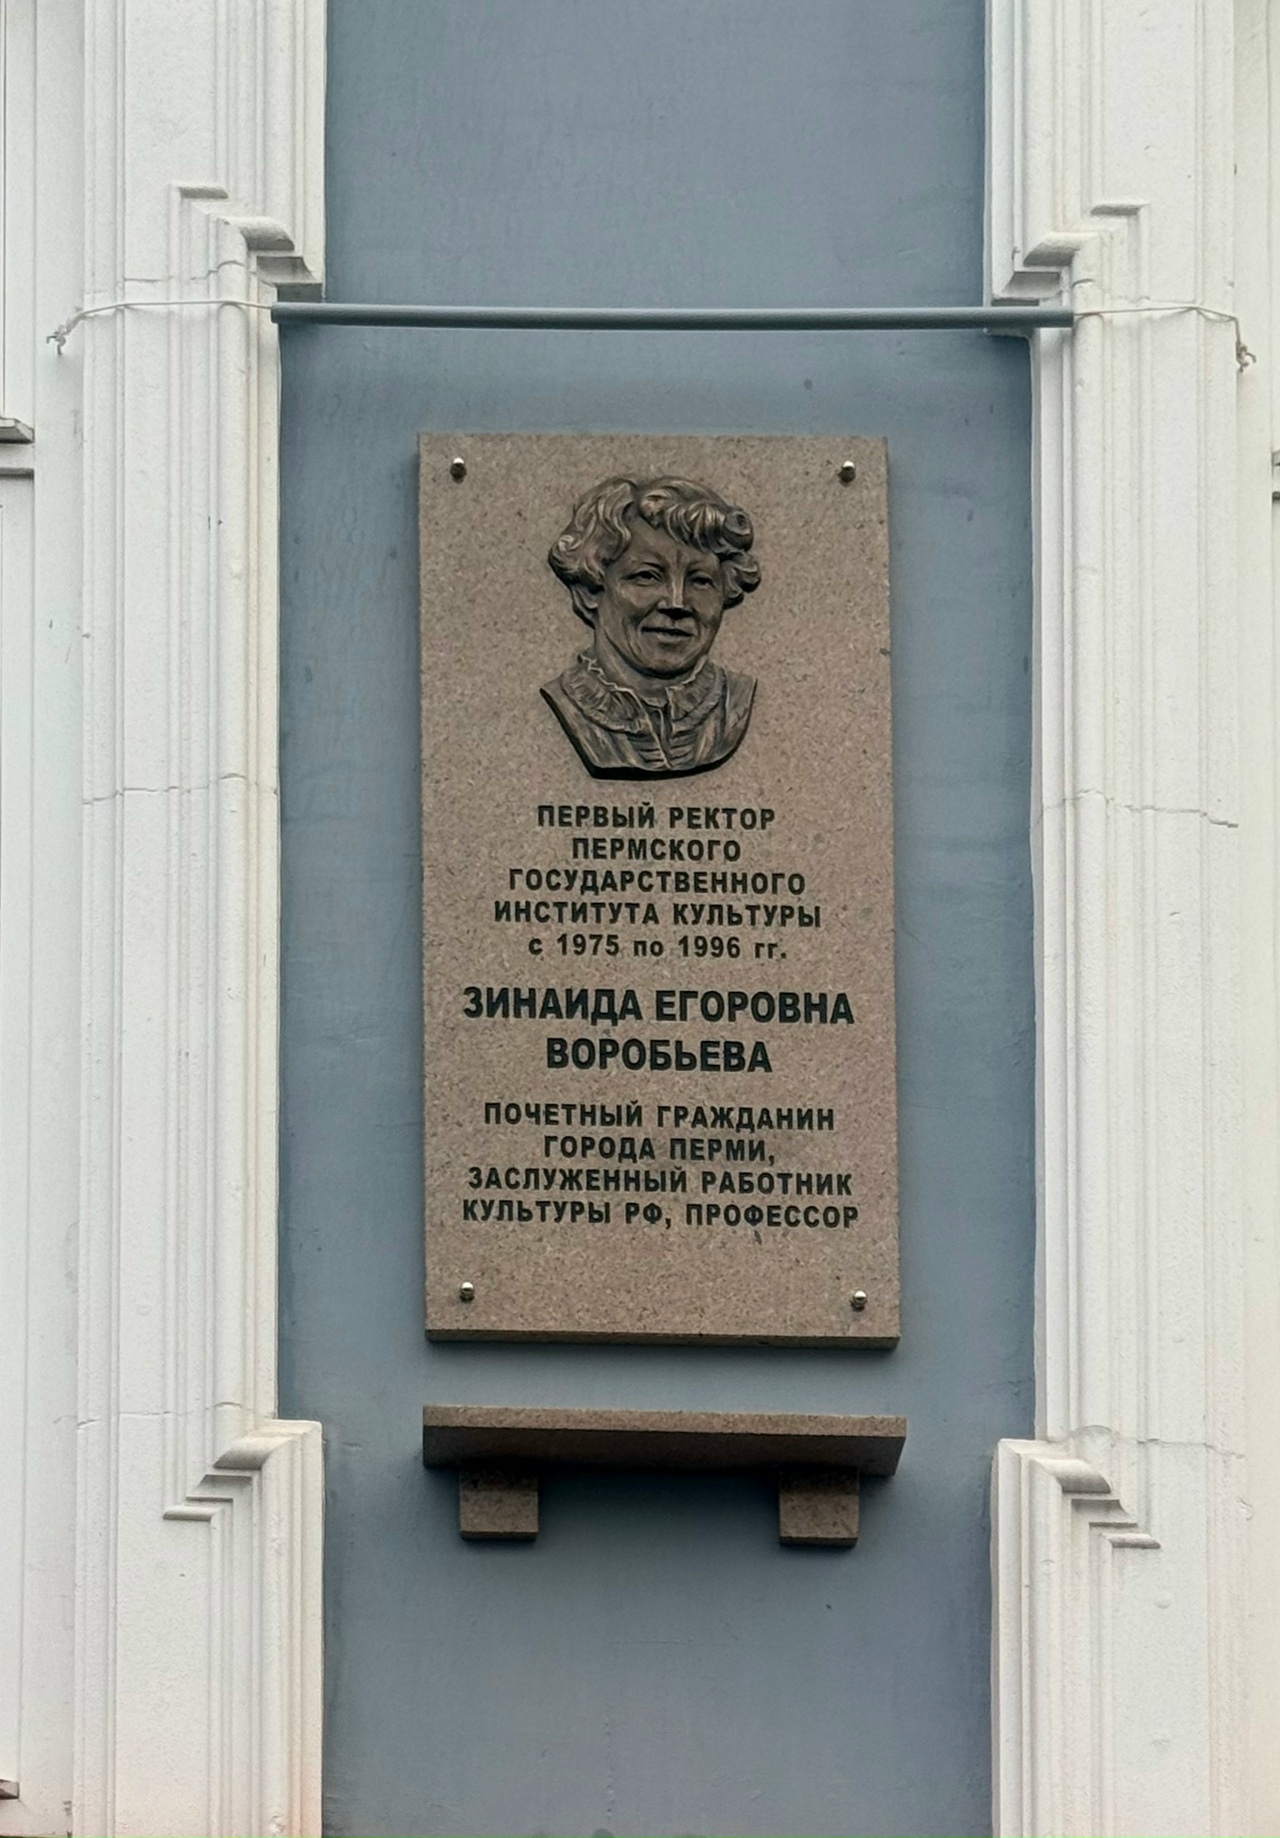 ПЕРВЫЙ РЕКТОР
ПЕРМСКОГО
ГОСУДАРСТВЕННОГО
ИНСТИТУТА КУЛЬТУРЫ
с 1975 по 1996 гг.
ЗИНАИДА ЕГОРОВНА
ВОРОБЬЕВА
ПОЧЕТНЫЙ ГРАЖДАНИН
ГОРОДА ПЕРМИ,
ЗАСЛУЖЕННЫЙ РАБОТНИК
КУЛЬТУРЫ РФ, ПРОФЕССОР